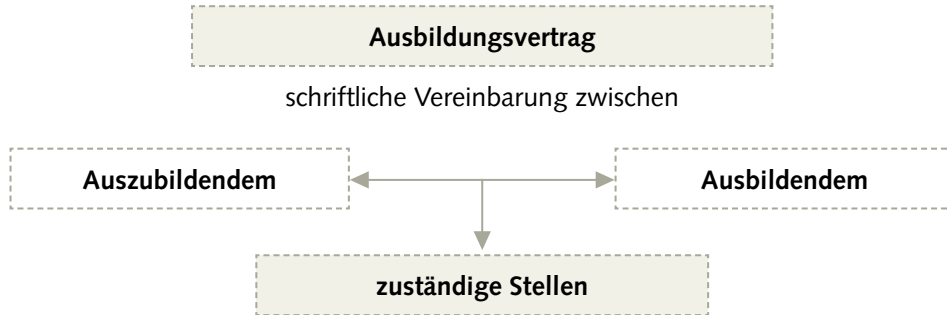 Ausbildungsvertrag
schriftliche Vereinbarung zwischen
Auszubildendem
Ausbildendem
zuständige Stellen